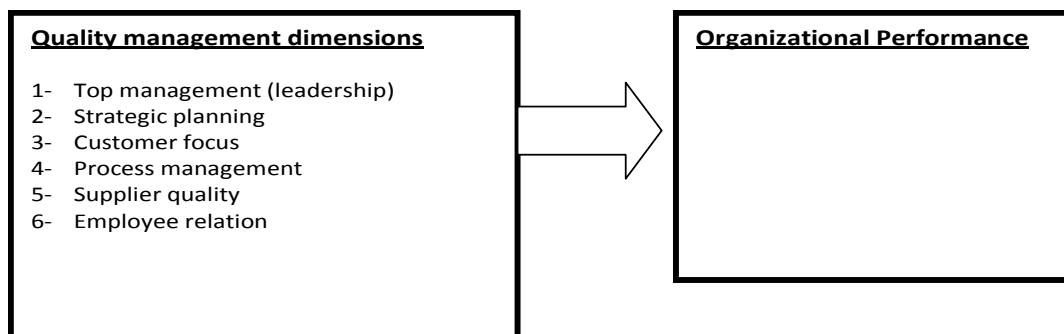 Quality management dimensions
1- Top management (leadership)
2- Strategic planning
3- Customer focus
4- Process management
5- Supplier quality
6- Employee relation
Organizational Performance